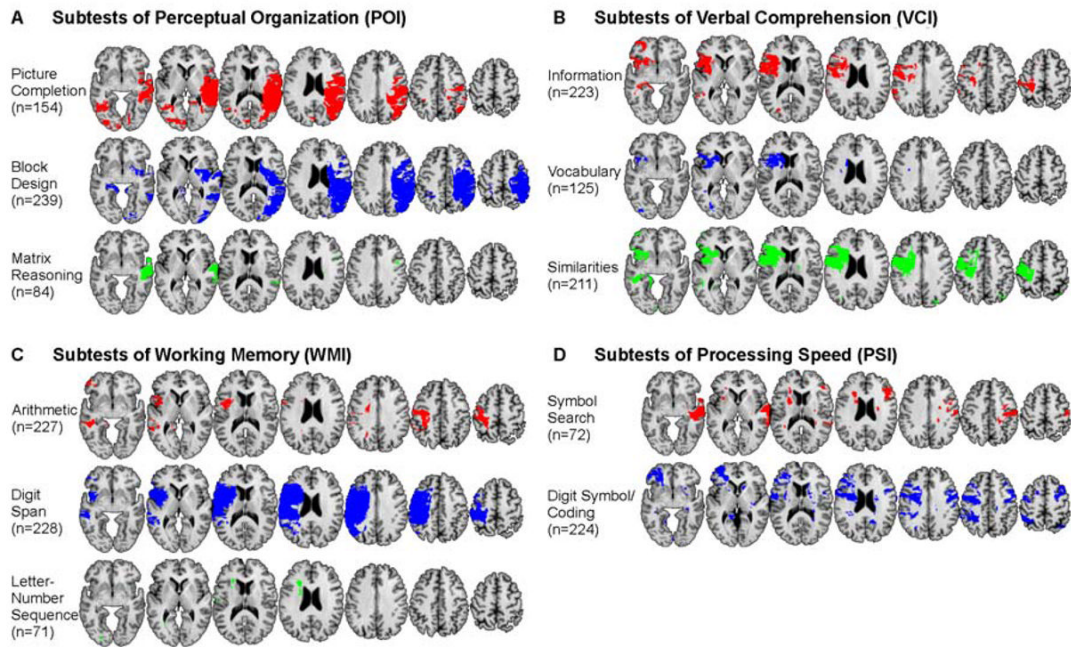 A Subtests of Perceptual Organization (POI)
Picture
Completion
(n=154)
Block
Design
(n=239)
Matrix
Reasoning
(n=84)
B Subtests of Verbal Comprehension (VCI)
Information
(n=223)
Vocabulary
(n=125)
Similarities
(n=211)
C Subtests of Working Memory (WMI)
Arithmetic
(n=227)
Digit
Span
(n=228)
Letter-
Number
Sequence
(n=71)
D Subtests of Processing Speed (PSI)
Symbol
Search
(n=72)
Digit Symbol/
Coding
(n=224)